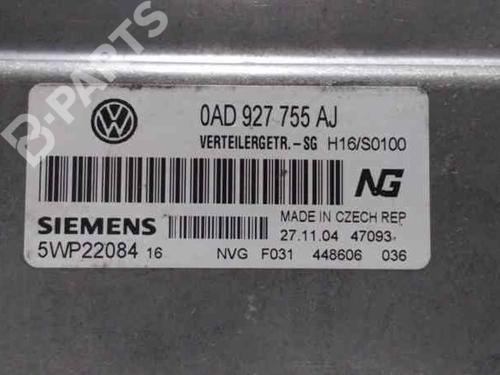 B-PARTS
0AD 927 755 AJ
VERTEILERGETR.-SG H16/S0100
NG
SIEMENS
MADE IN CZECH REP
27.11.04 47093
5WP22084 16
NVG F031 448606 036